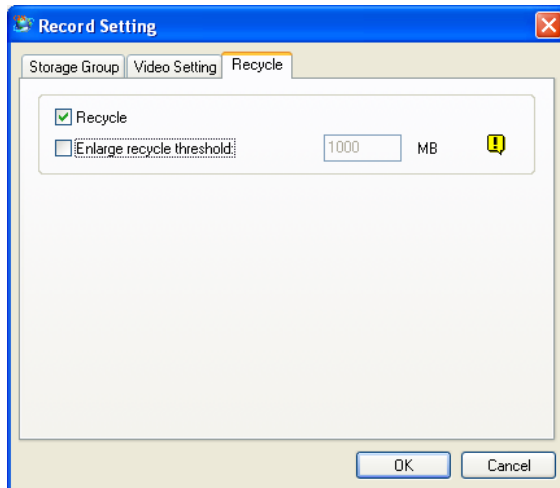 Record Setting
Storage Group Video Setting Recycle
Recycle
Enlarge recycle threshold: 1000 MB
OK Cancel